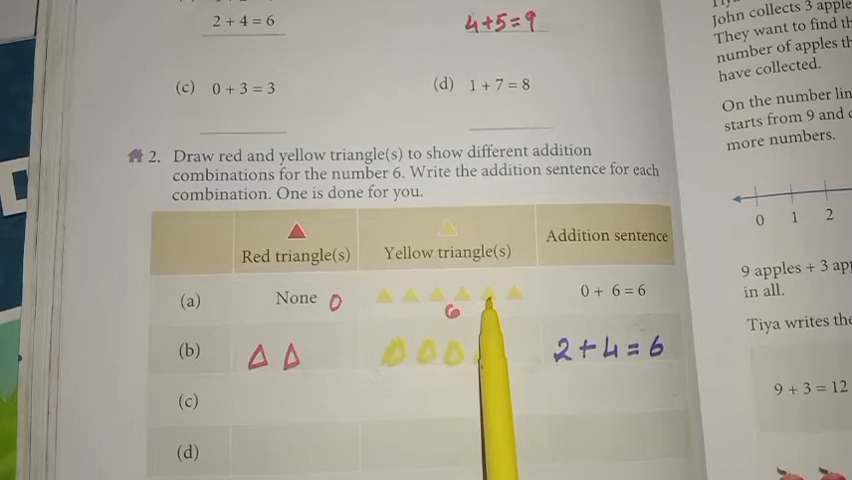 2 + 4 = 6
4+5=9
(c) 0 + 3 = 3
(d) 1 + 7 = 8
2. Draw red and yellow triangle(s) to show different addition
combinations for the number 6. Write the addition sentence for each
combination. One is done for you.
Red triangle(s) Yellow triangle(s) Addition sentence
(a) None 0 6 0 + 6 = 6
(b) 2+4=6
(c)
(d)
John collects 3 apple
They want to find th
number of apples th
have collected.
On the number lin
starts from 9 and
more numbers.
0 1 2
9 apples + 3 ap
in all.
Tiya writes the
9 + 3 = 12